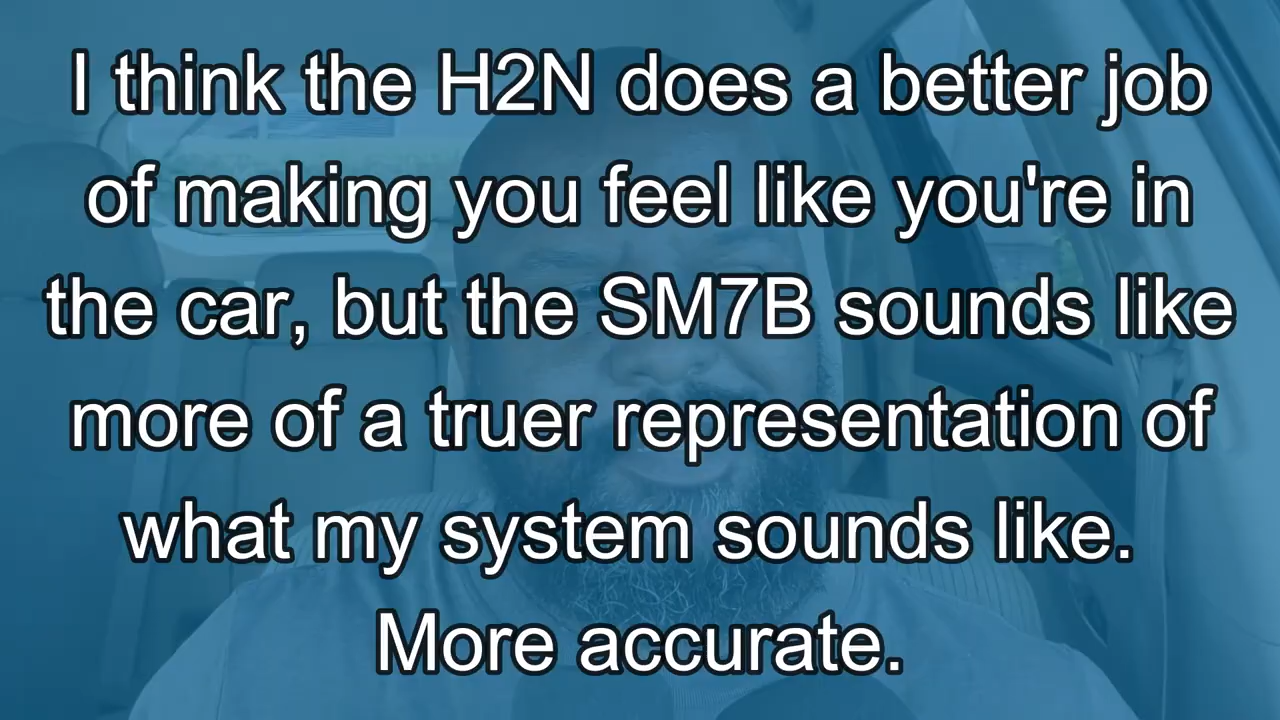 I think the H2N does a better job
of making you feel like you're in
the car, but the SM7B sounds like
more of a truer representation of
what my system sounds like.
More accurate.